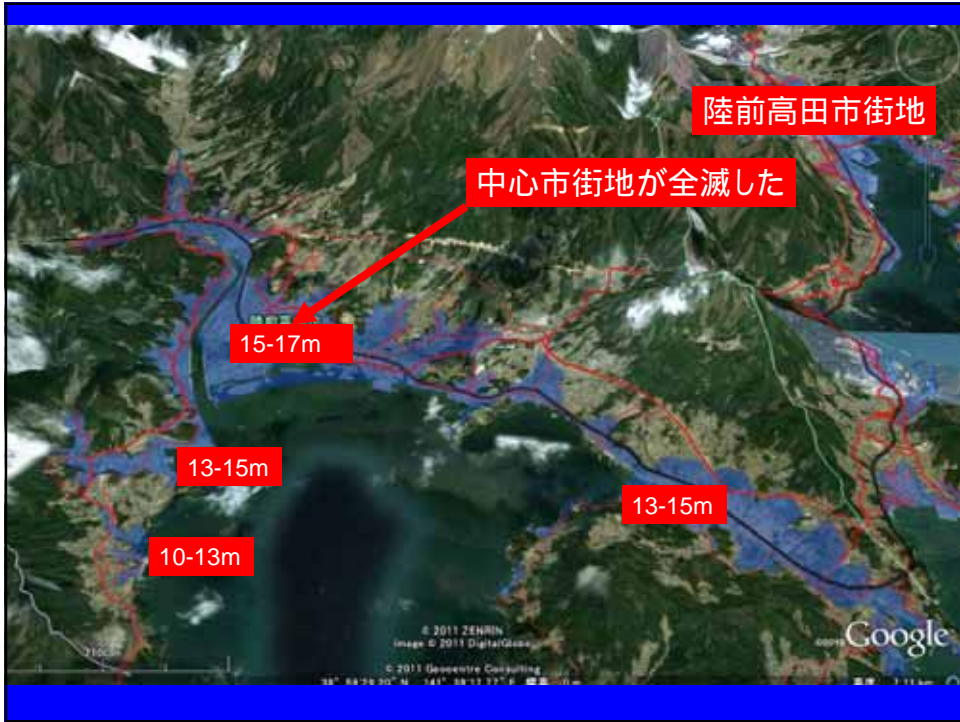 陸前高田市街地
中心市街地が全滅した
15-17m
13-15m
13-15m
10-13m
© 2011 ZENRIN
Image © 2011 DigitalGlobe
© 2011 Geocentre Consulting
Google